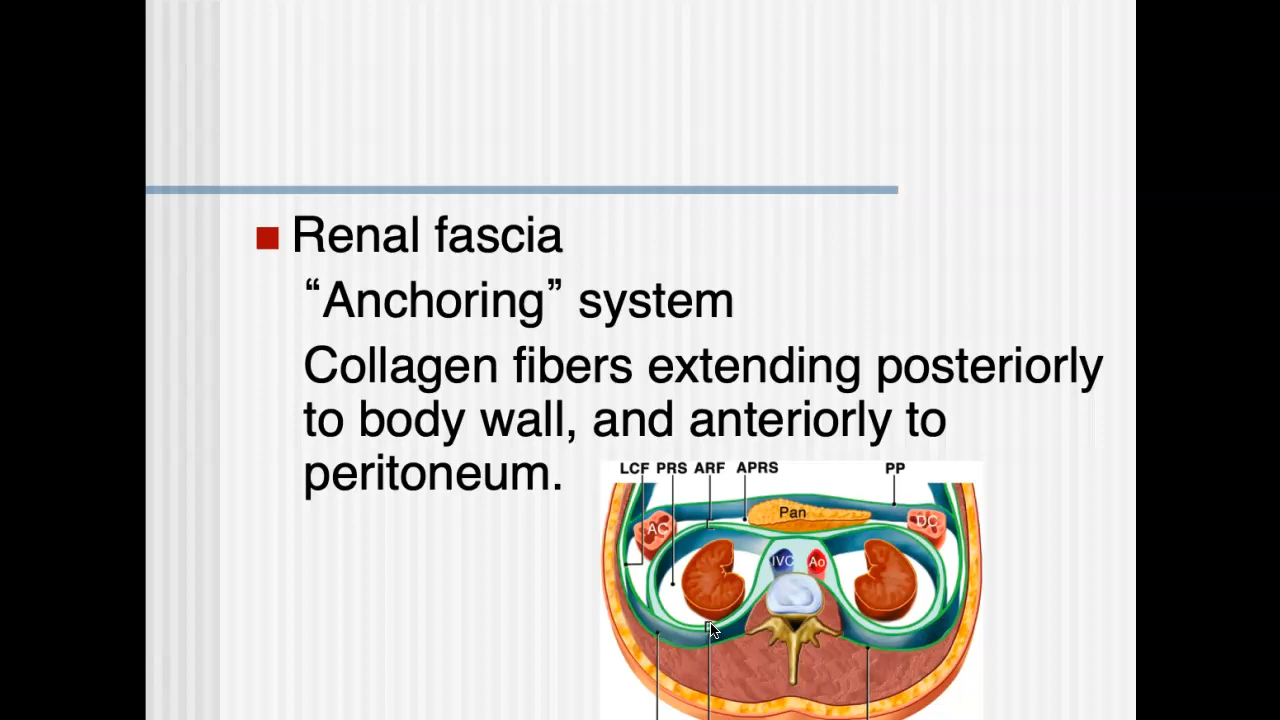 Renal fascia
“Anchoring” system
Collagen fibers extending posteriorly
to body wall, and anteriorly to
peritoneum.
LCF PRS ARF APRS PP
Pan
AC DC
IVC Ao